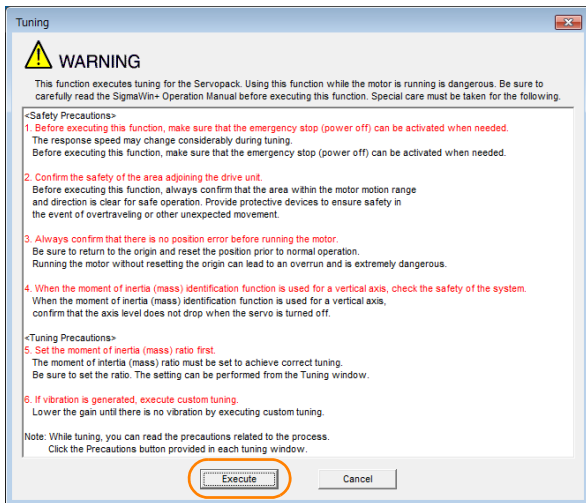 Tuning
WARNING
This function executes tuning for the Servopack. Using this function while the motor is running is dangerous. Be sure to
carefully read the SigmaWin+ Operation Manual before executing this function. Special care must be taken for the following.
<Safety Precautions>
1. Before executing this function, make sure that the emergency stop (power off) can be activated when needed.
The response speed may change considerably during tuning.
Before executing this function, make sure that the emergency stop (power off) can be activated when needed.
2. Confirm the safety of the area adjoining the drive unit.
Before executing this function, always confirm that the area within the motor motion range
and direction is clear for safe operation. Provide protective devices to ensure safety in
the event of overtraveling or other unexpected movement.
3. Always confirm that there is no position error before running the motor.
Be sure to return to the origin and reset the position prior to normal operation.
Running the motor without resetting the origin can lead to an overrun and is extremely dangerous.
4. When the moment of inertia (mass) identification function is used for a vertical axis, check the safety of the system.
When the moment of inertia (mass) identification function is used for a vertical axis,
confirm that the axis level does not drop when the servo is turned off.
<Tuning Precautions>
5. Set the moment of inertia (mass) ratio first.
The moment of intertia (mass) ratio must be set to achieve correct tuning.
Be sure to set the ratio. The setting can be performed from the Tuning window.
6. If vibration is generated, execute custom tuning.
Lower the gain until there is no vibration by executing custom tuning.
Note: While tuning, you can read the precautions related to the process.
Click the Precautions button provided in each tuning window.
Execute Cancel